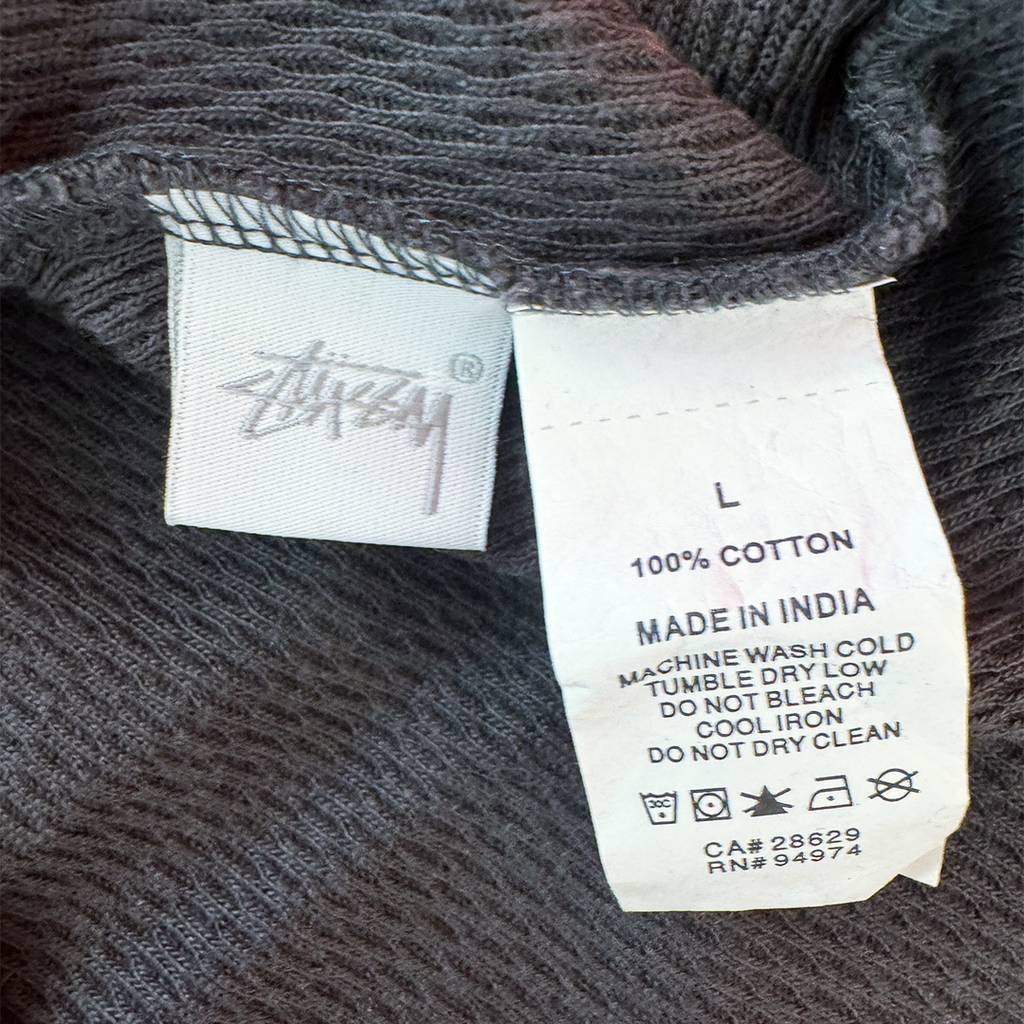 STÜSSY®
L
100% COTTON
MADE IN INDIA
MACHINE WASH COLD
TUMBLE DRY LOW
DO NOT BLEACH
COOL IRON
DO NOT DRY CLEAN
30C
CA# 28629
RN# 94974